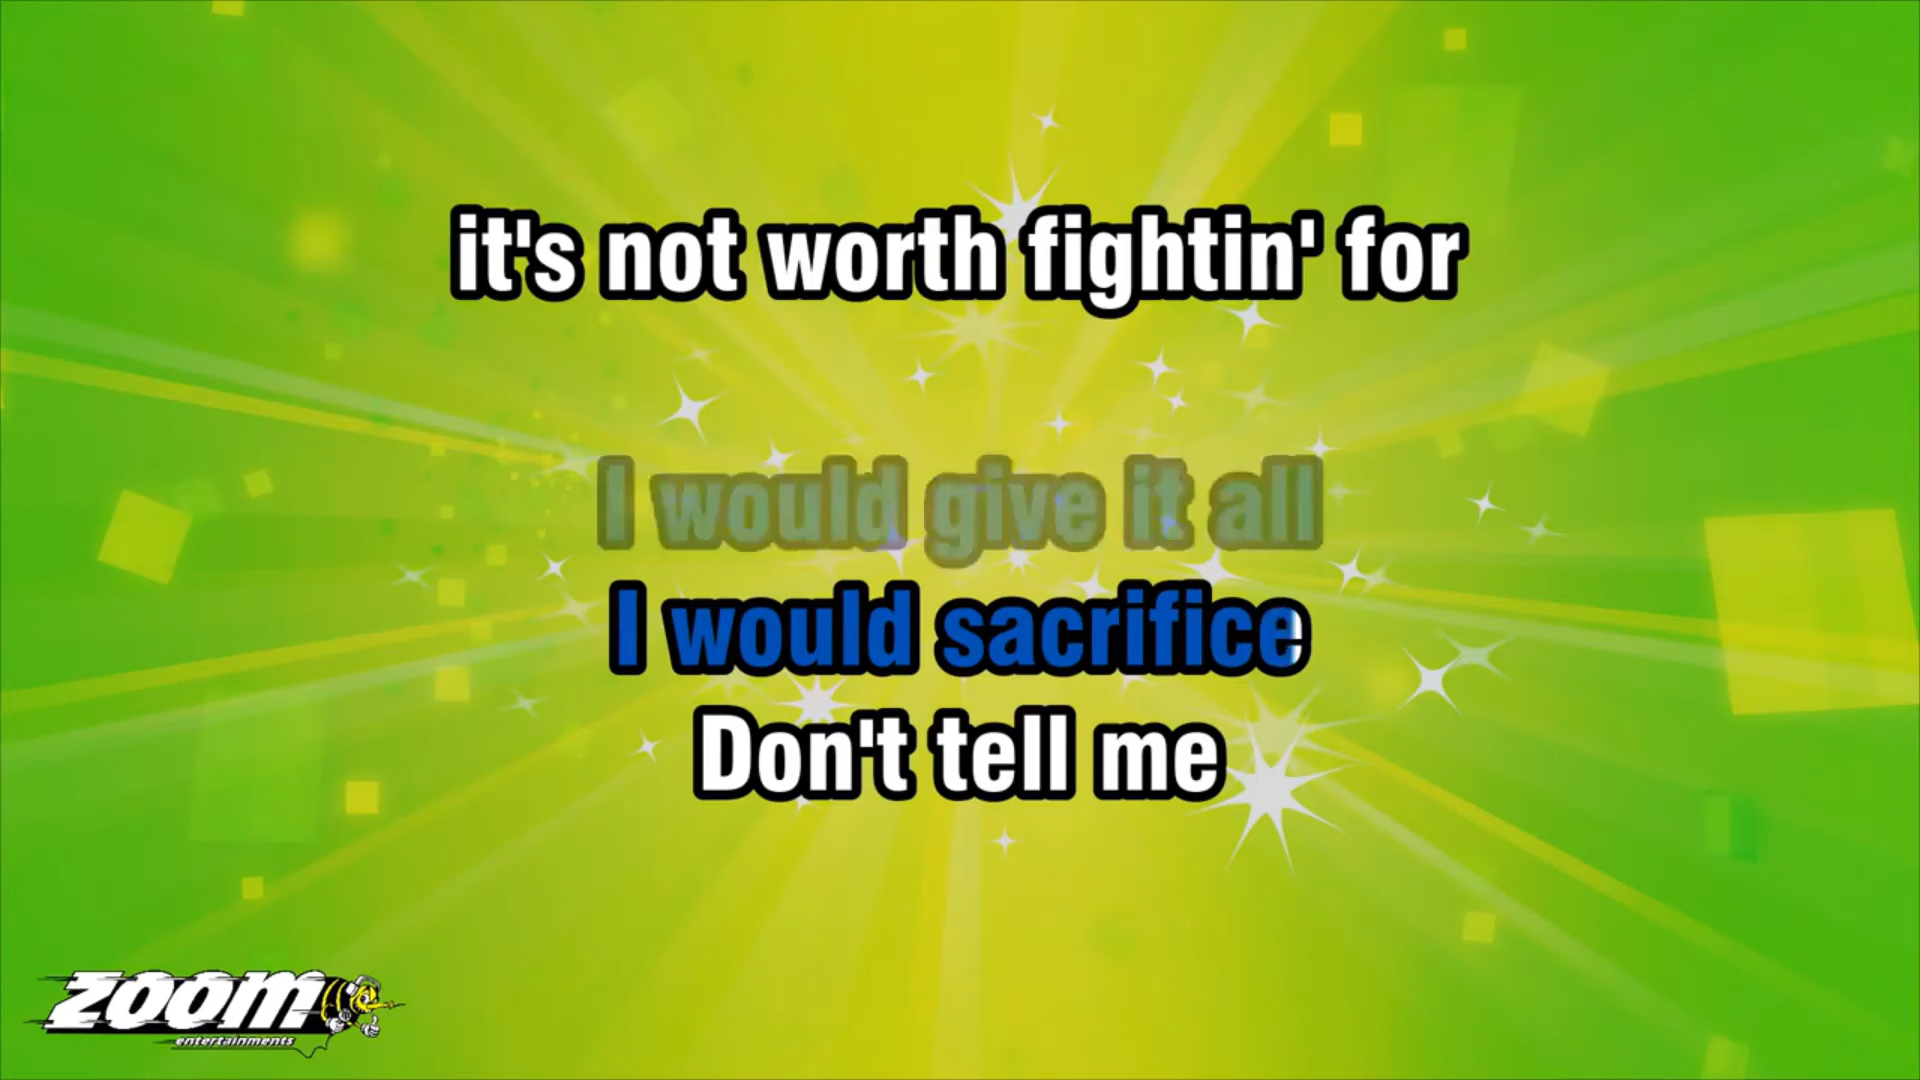 it's not worth fightin' for
I would give it all
I would sacrifice
Don't tell me
zoom
entertainments